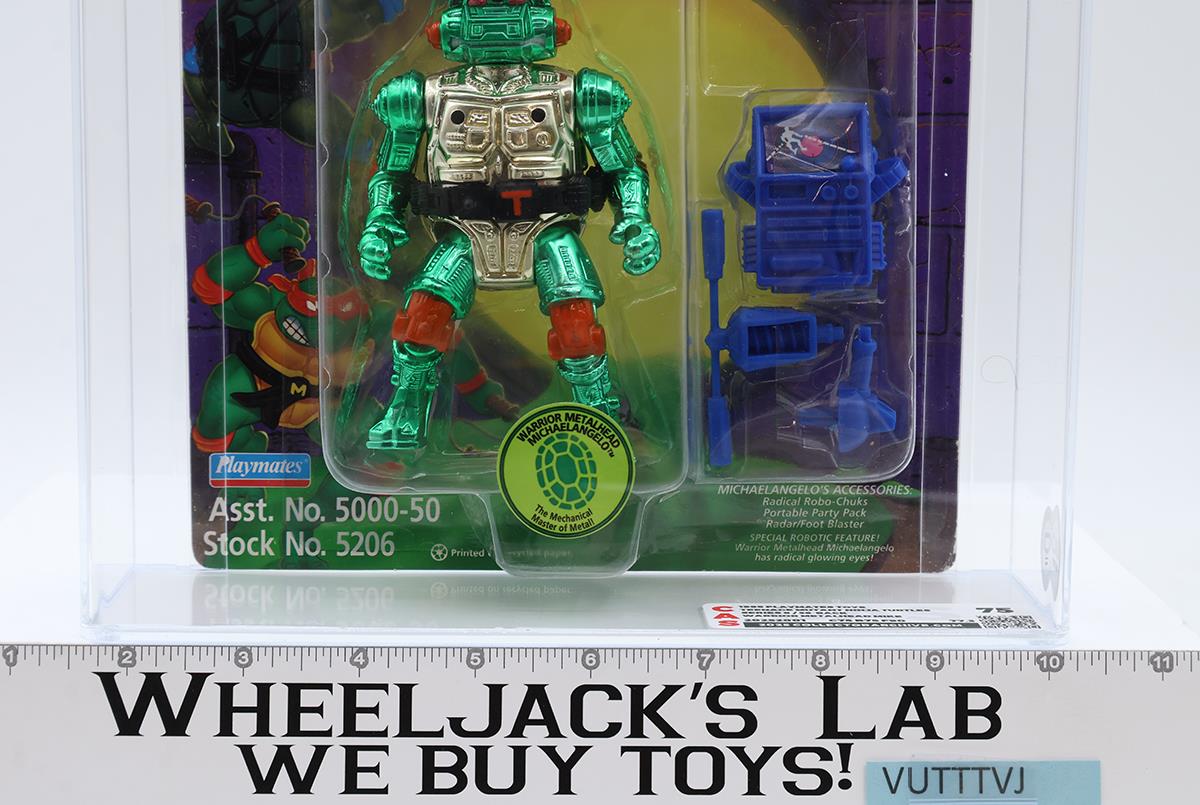 T
M
WARRIOR METALHEAD
MICHAELANGELO™
The Mechanical
Master of Metal!
Playmates®
Asst. No. 5000-50
Stock No. 5206
Printed recycled paper.
MICHAELANGELO'S ACCESSORIES:
Radical Robo-Chuks
Portable Party Pack
Radar/Foot Blaster
SPECIAL ROBOTIC FEATURE!
Warrior Metalhead Michaelangelo
has radical glowing eyes!
CAS
PLAYMATES TOYS
75
1 2 3 4 5 6 7 8 9 10 11
WHEELJACK'S LAB
WE BUY TOYS!
VUTTTVJ